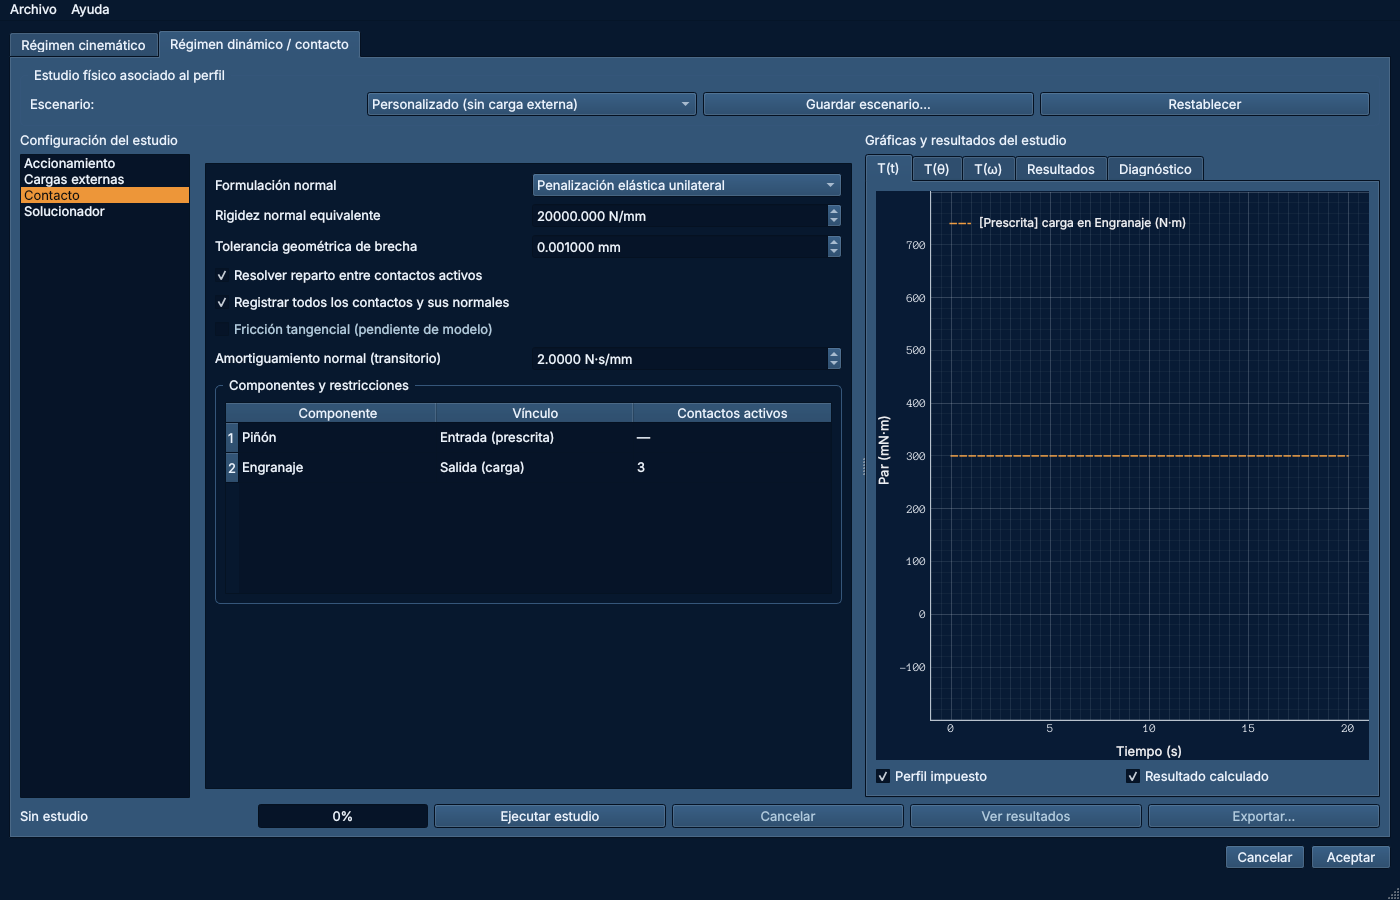 Archivo Ayuda
Régimen cinemático Régimen dinámico / contacto
Estudio físico asociado al perfil
Escenario: Personalizado (sin carga externa) Guardar escenario... Restablecer
Configuración del estudio
Accionamiento
Cargas externas
Contacto
Solucionador
Formulación normal Penalización elástica unilateral
Rigidez normal equivalente 20000.000 N/mm
Tolerancia geométrica de brecha 0.001000 mm
Resolver reparto entre contactos activos
Registrar todos los contactos y sus normales
Fricción tangencial (pendiente de modelo)
Amortiguamiento normal (transitorio) 2.0000 N·s/mm
Componentes y restricciones
Componente Vínculo Contactos activos
1 Piñón Entrada (prescrita) —
2 Engranaje Salida (carga) 3
Gráficas y resultados del estudio
T(t) T(θ) T(ω) Resultados Diagnóstico
[Prescrita] carga en Engranaje (N·m)
700
600
500
400
300
200
100
0
−100
Par (mN·m)
0 5 10 15 20
Tiempo (s)
Perfil impuesto Resultado calculado
Sin estudio 0% Ejecutar estudio Cancelar Ver resultados Exportar...
Cancelar Aceptar